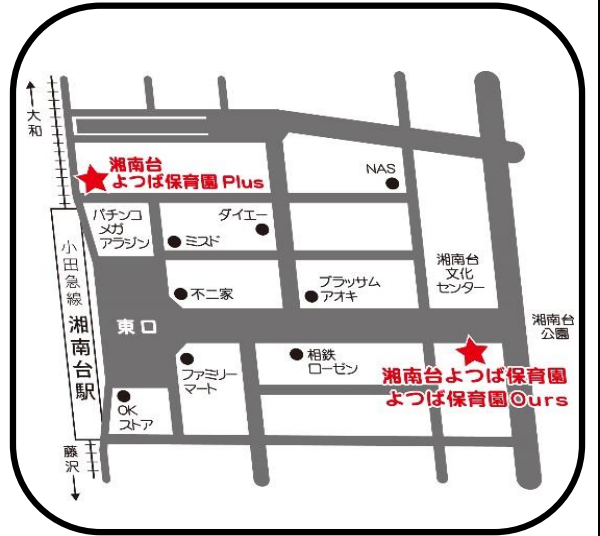 大和
湘南台
よつば保育園 Plus
NAS
パチンコ
メガ
アラジン
ダイエー
ミスド
小田急線 湘南台駅
湘南台
文化
センター
不二家
ブラッサム
アオキ
東口
湘南台
公園
ファミリー
マート
相鉄
ローゼン
湘南台よつば保育園
よつば保育園Ours
OK
ストア
藤沢